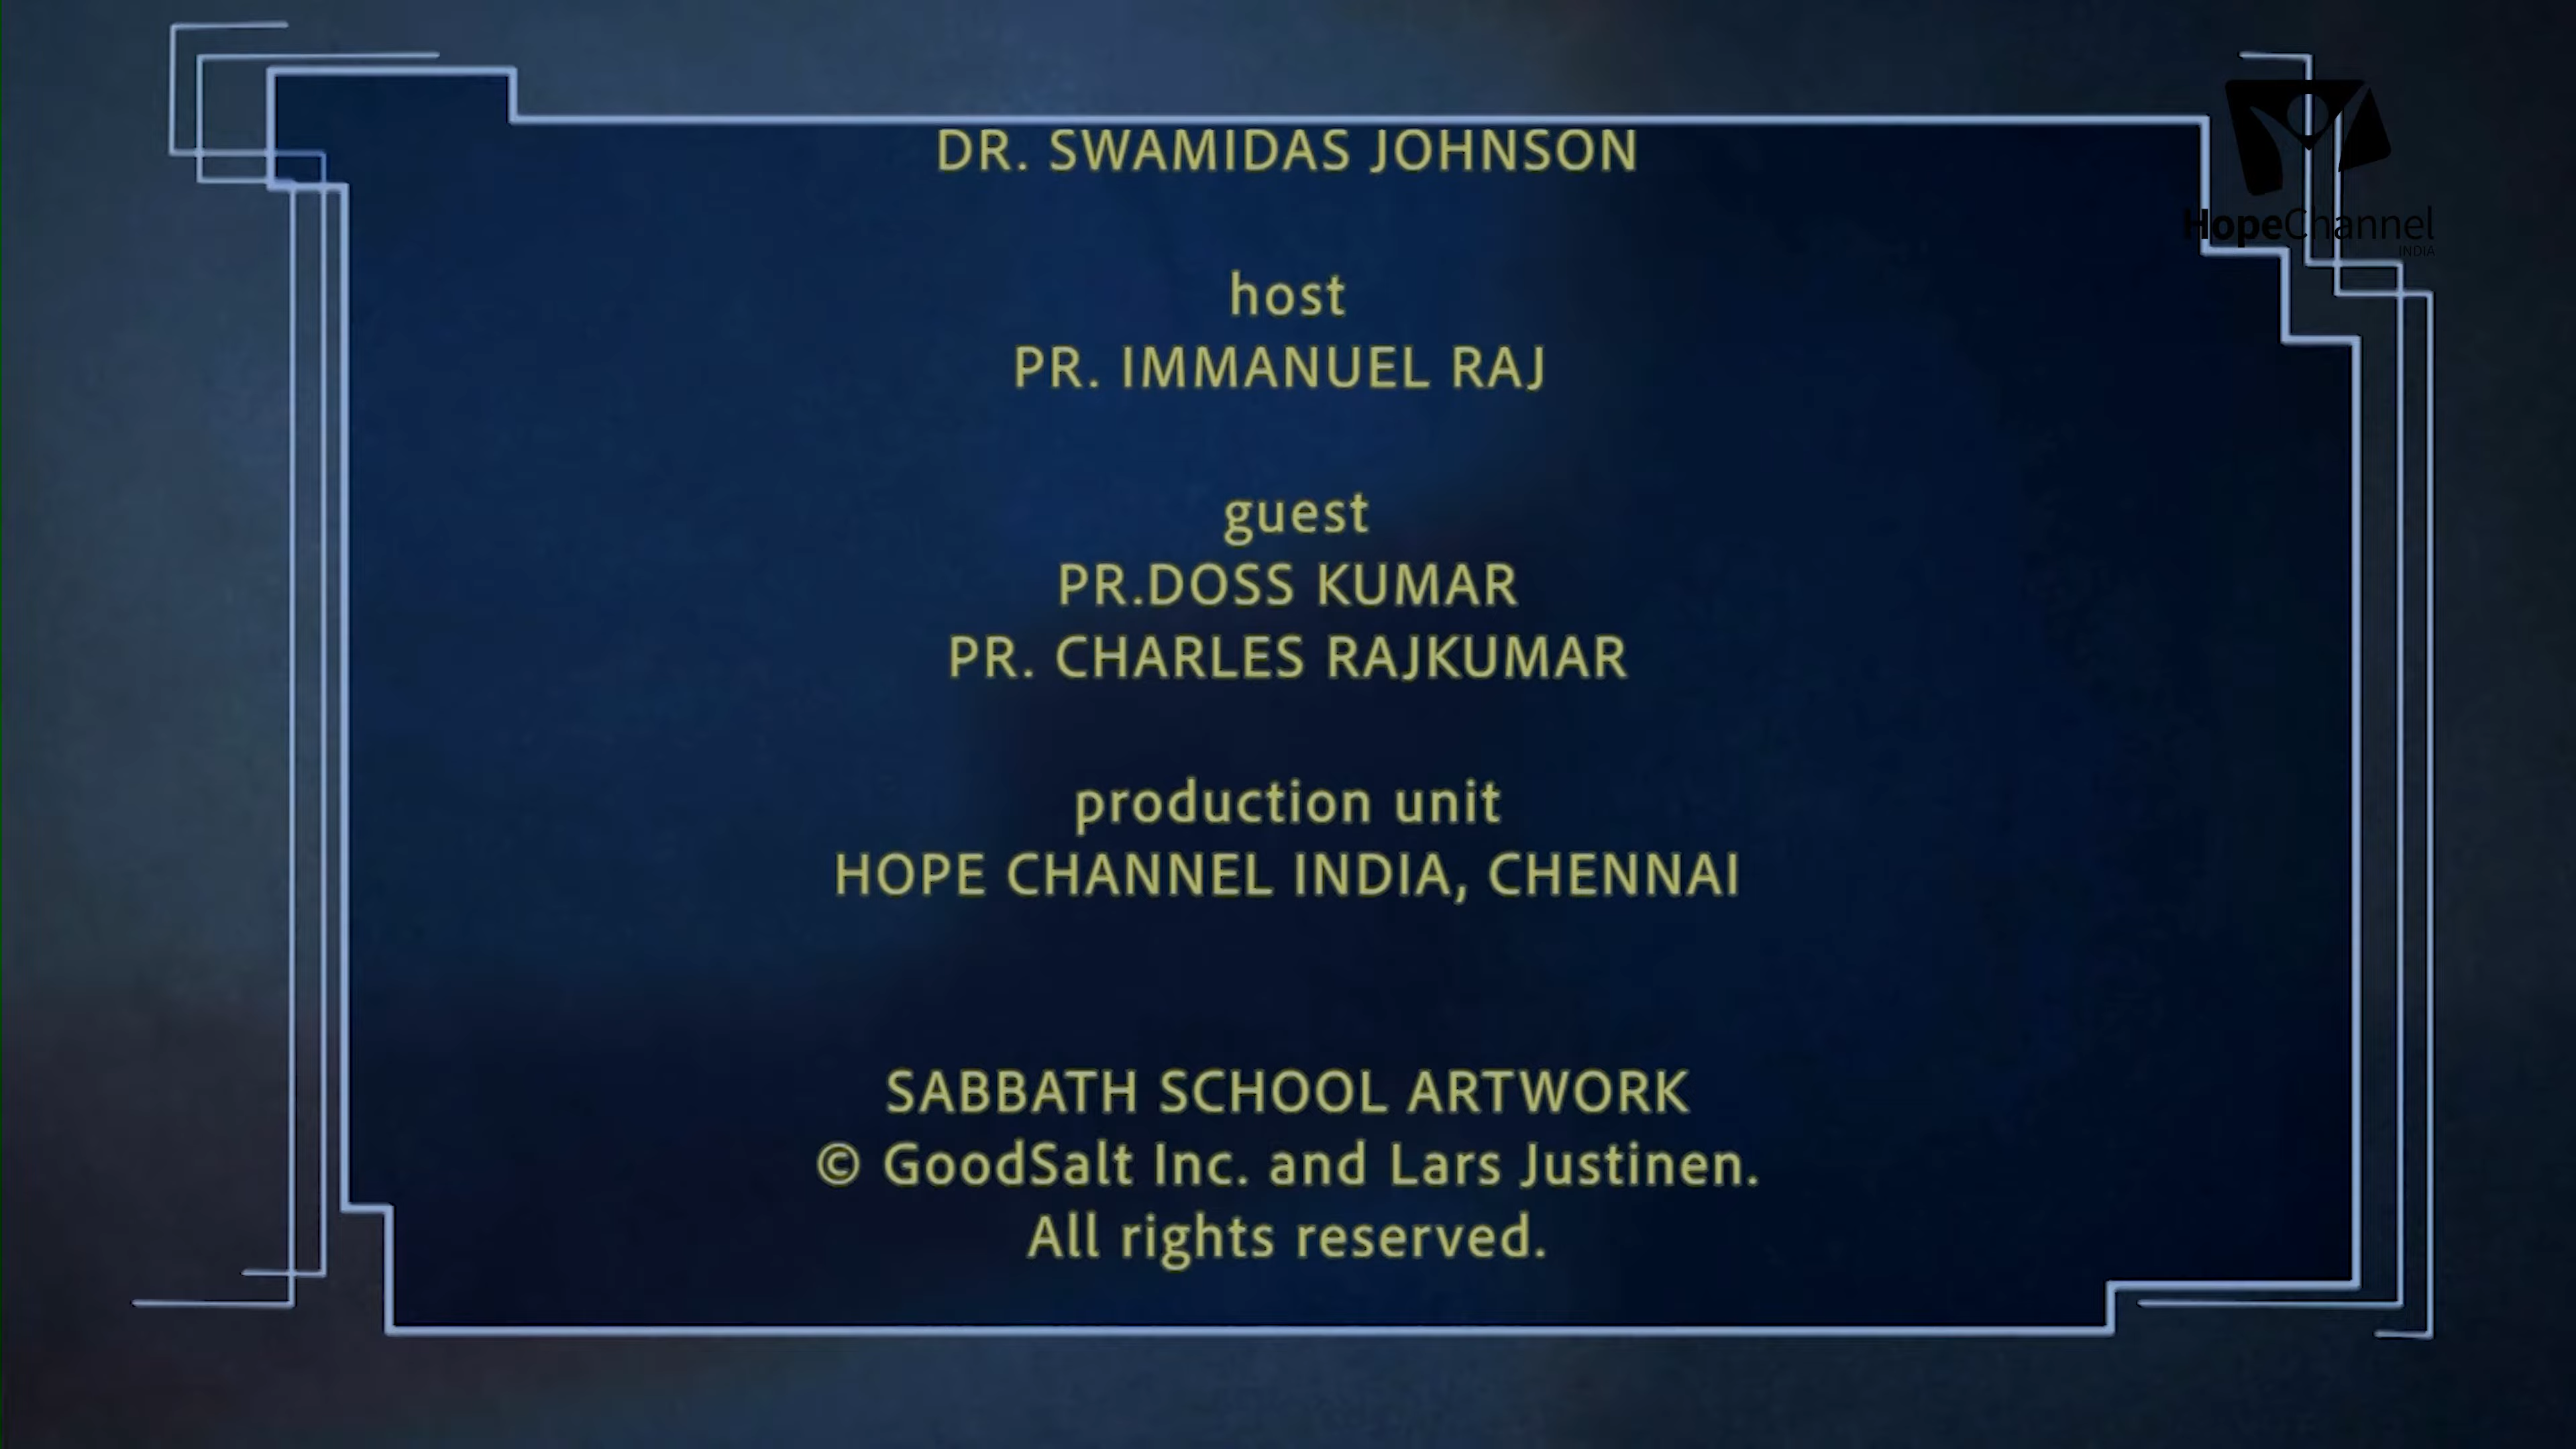 DR. SWAMIDAS JOHNSON
HopeChannel
INDIA
host
PR. IMMANUEL RAJ
guest
PR.DOSS KUMAR
PR. CHARLES RAJKUMAR
production unit
HOPE CHANNEL INDIA, CHENNAI
SABBATH SCHOOL ARTWORK
© GoodSalt Inc. and Lars Justinen.
All rights reserved.